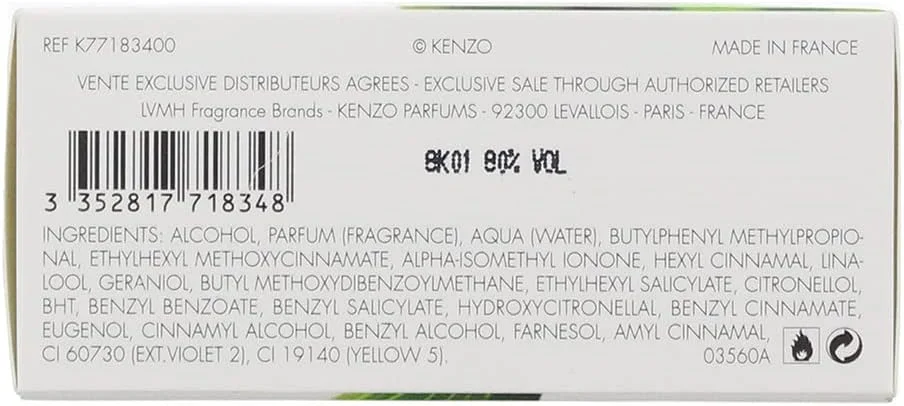 REF K77183400 © KENZO MADE IN FRANCE
VENTE EXCLUSIVE DISTRIBUTEURS AGREES - EXCLUSIVE SALE THROUGH AUTHORIZED RETAILERS
LVMH Fragrance Brands - KENZO PARFUMS - 92300 LEVALLOIS - PARIS - FRANCE
8K01 80% VOL
3 352817 718348
INGREDIENTS: ALCOHOL, PARFUM (FRAGRANCE), AQUA (WATER), BUTYLPHENYL METHYLPROPIO-
NAL, ETHYLHEXYL METHOXYCINNAMATE, ALPHA-ISOMETHYL IONONE, HEXYL CINNAMAL, LINA-
LOOL, GERANIOL, BUTYL METHOXYDIBENZOYLMETHANE, ETHYLHEXYL SALICYLATE, CITRONELLOL,
BHT, BENZYL BENZOATE, BENZYL SALICYLATE, HYDROXYCITRONELLAL, BENZYL CINNAMATE,
EUGENOL, CINNAMYL ALCOHOL, BENZYL ALCOHOL, FARNESOL, AMYL CINNAMAL,
CI 60730 (EXT.VIOLET 2), CI 19140 (YELLOW 5). 03560A